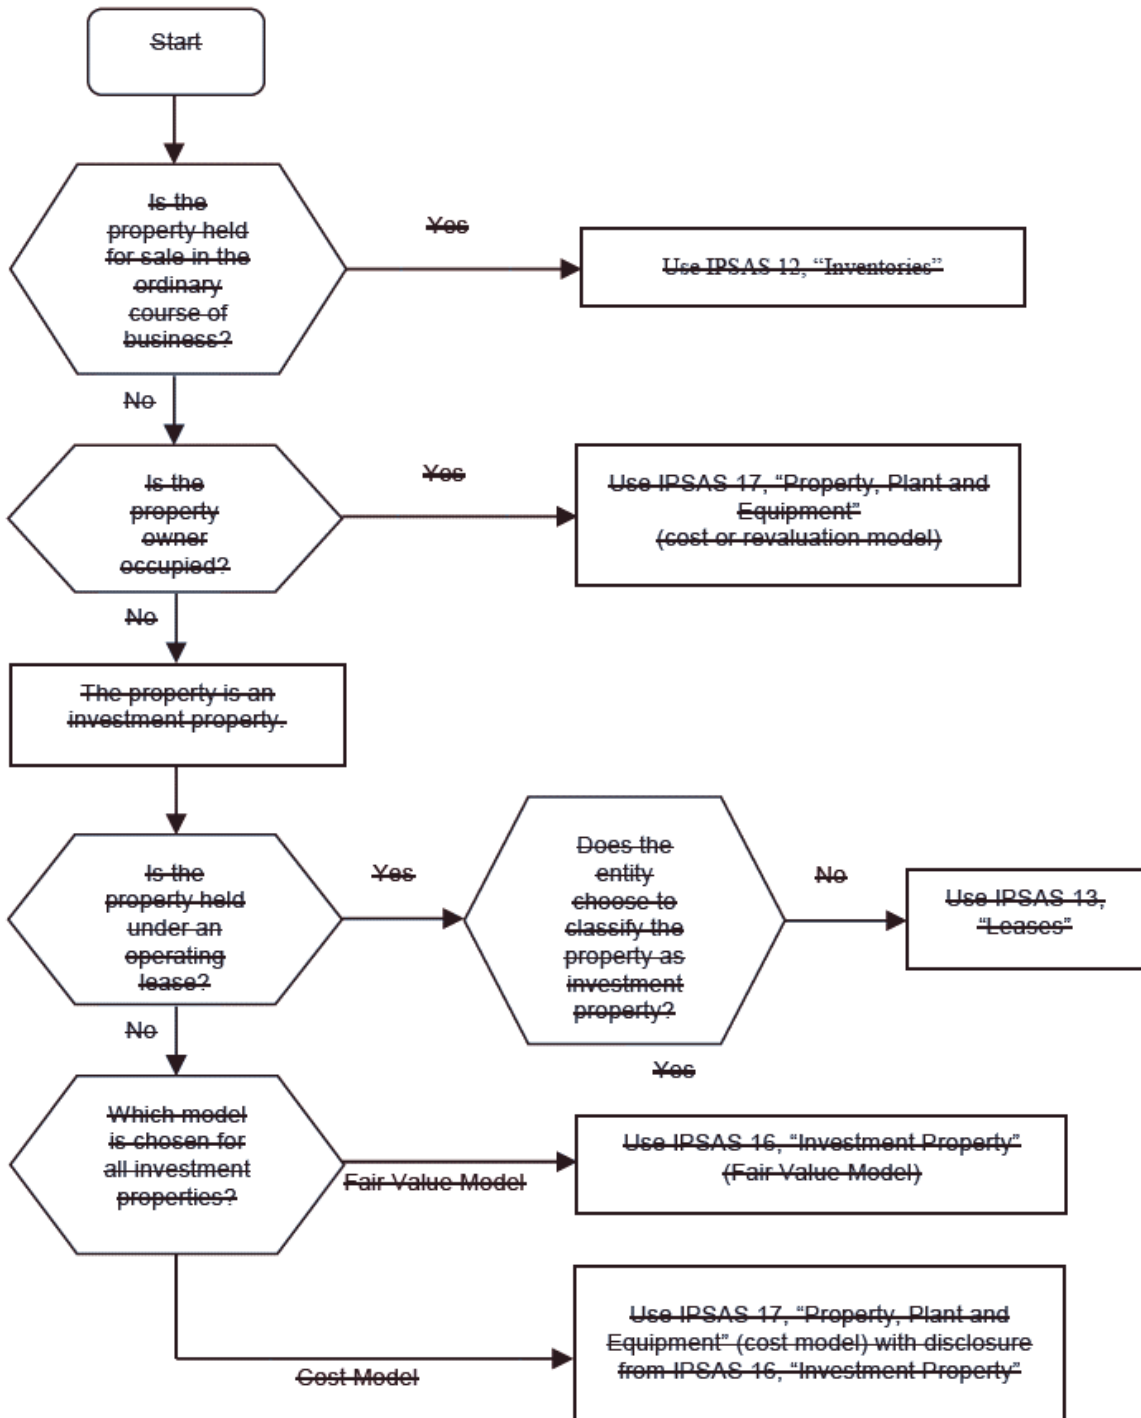 Start
Is the
property held
for sale in the
ordinary
course of
business?
Yes
Use IPSAS 12, “Inventories”
No
Is the
property
owner
occupied?
Yes
Use IPSAS 17, “Property, Plant and
Equipment”
(cost or revaluation model)
No
The property is an
investment property.
Is the
property held
under an
operating
lease?
Yes
Does the
entity
choose to
classify the
property as
investment
property?
No
Use IPSAS 13,
“Leases”
No
Yes
Which model
is chosen for
all investment
properties?
Fair Value Model
Use IPSAS 16, “Investment Property”
(Fair Value Model)
Cost Model
Use IPSAS 17, “Property, Plant and
Equipment” (cost model) with disclosure
from IPSAS 16, “Investment Property”